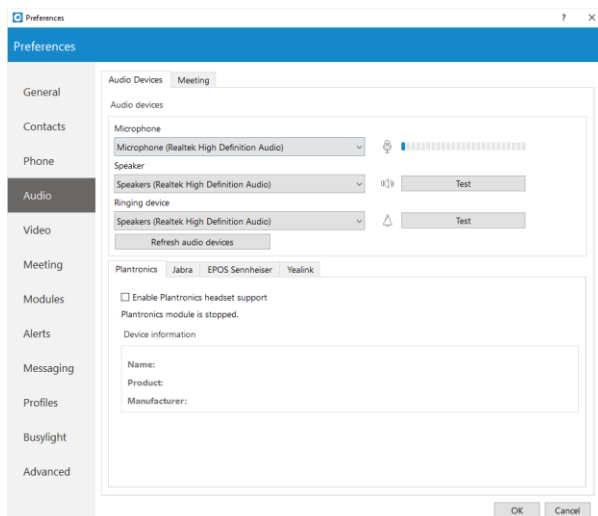 Preferences
Preferences
General
Contacts
Phone
Audio
Video
Meeting
Modules
Alerts
Messaging
Profiles
Busylight
Advanced
Audio Devices Meeting
Audio devices
Microphone
Microphone (Realtek High Definition Audio)
Speaker
Speakers (Realtek High Definition Audio) Test
Ringing device
Speakers (Realtek High Definition Audio) Test
Refresh audio devices
Plantronics Jabra EPOS Sennheiser Yealink
Enable Plantronics headset support
Plantronics module is stopped.
Device information
Name:
Product:
Manufacturer:
OK Cancel